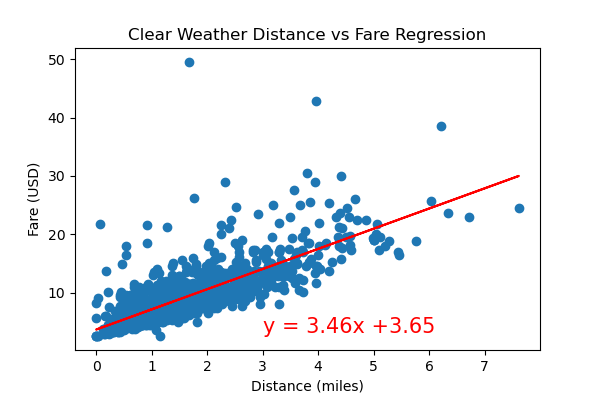 Clear Weather Distance vs Fare Regression
50
40
30
20
10
Fare (USD)
y = 3.46x +3.65
0 1 2 3 4 5 6 7
Distance (miles)